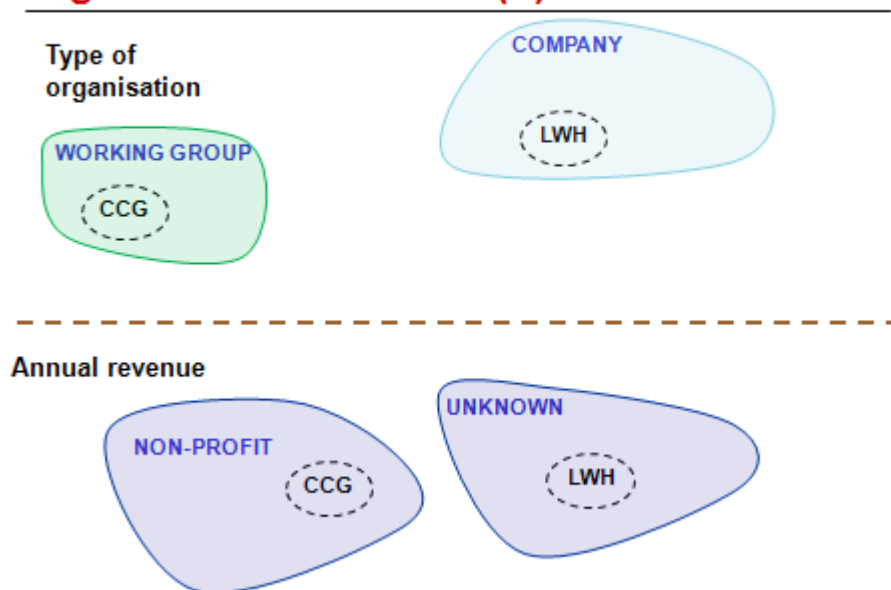 Type of
organisation
COMPANY
LWH
WORKING GROUP
CCG
Annual revenue
UNKNOWN
NON-PROFIT
CCG
LWH